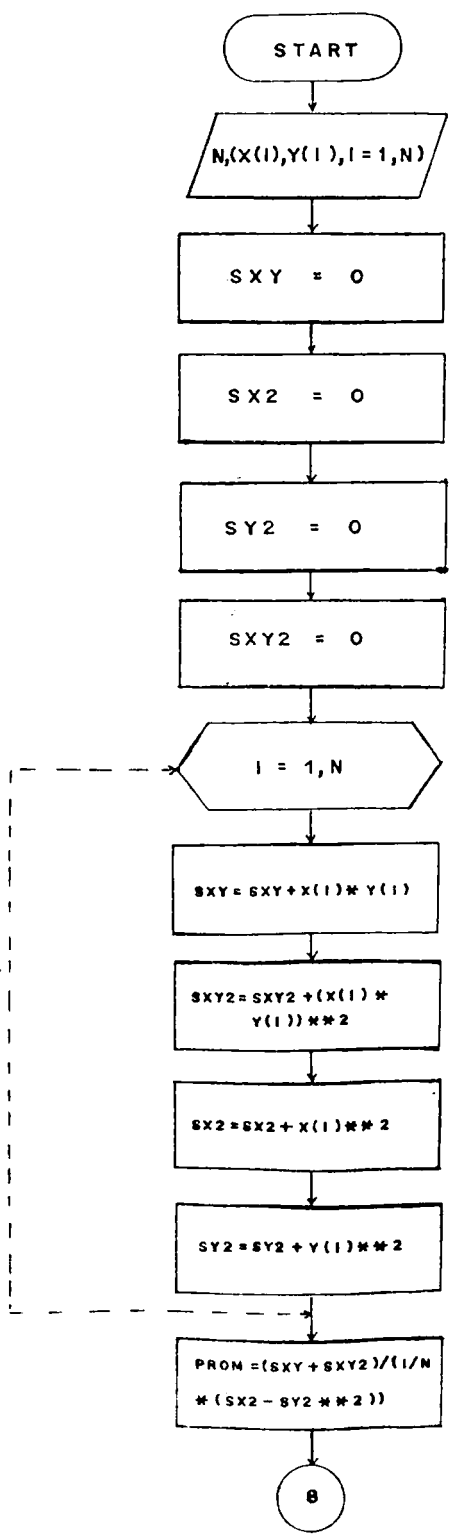 START
N,(X(I),Y(I),I=1,N)
SXY = 0
SX2 = 0
SY2 = 0
SXY2 = 0
I = 1,N
SXY=SXY+X(I)*Y(I)
SXY2=SXY2+(X(I)*
Y(I))**2
SX2=SX2+X(I)**2
SY2=SY2+Y(I)**2
PROM=(SXY+SXY2)/(I/N
*(SX2-SY2**2))
8